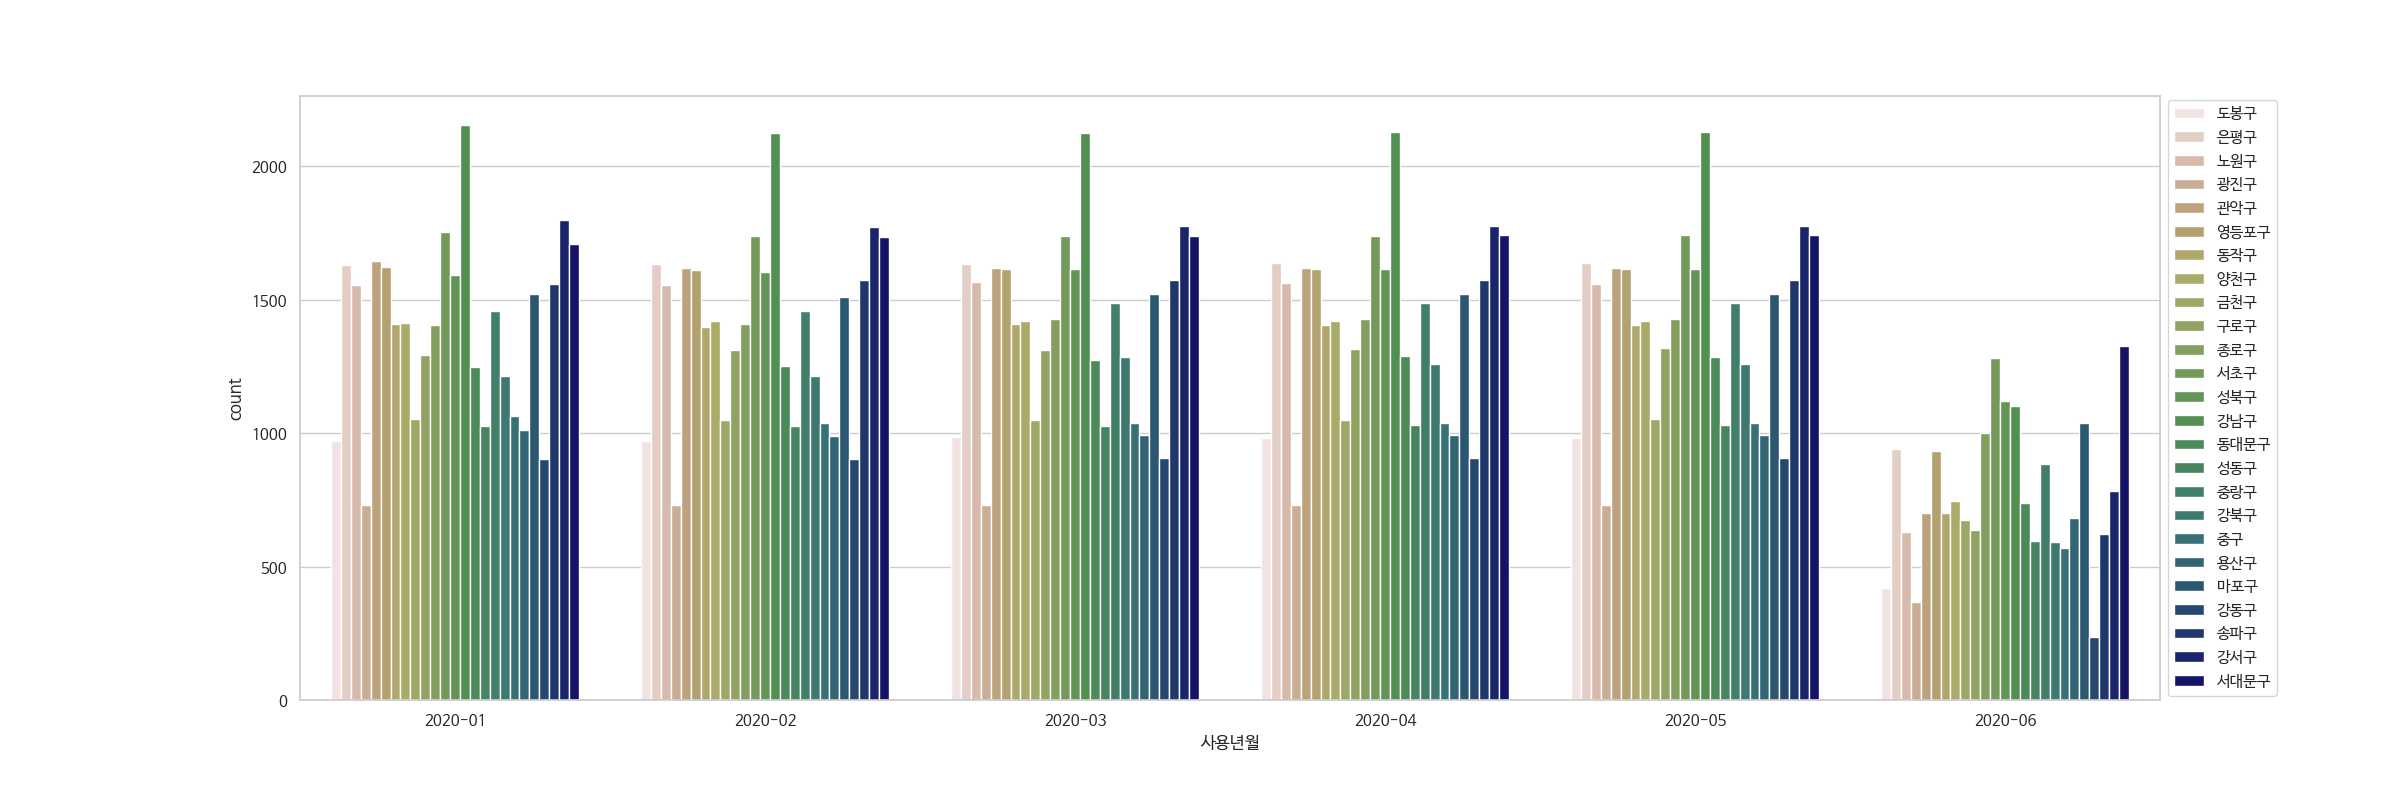 2000
1500
1000
500
0
count
2020-01
2020-02
2020-03
2020-04
2020-05
2020-06
사용년월
도봉구
은평구
노원구
광진구
관악구
영등포구
동작구
양천구
금천구
구로구
종로구
서초구
성북구
강남구
동대문구
성동구
중랑구
강북구
중구
용산구
마포구
강동구
송파구
강서구
서대문구